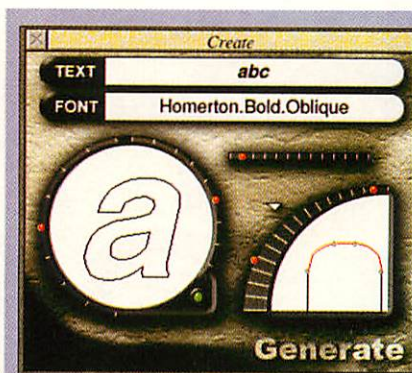 Create
TEXT abc
FONT Homerton.Bold.Oblique
a
Generate